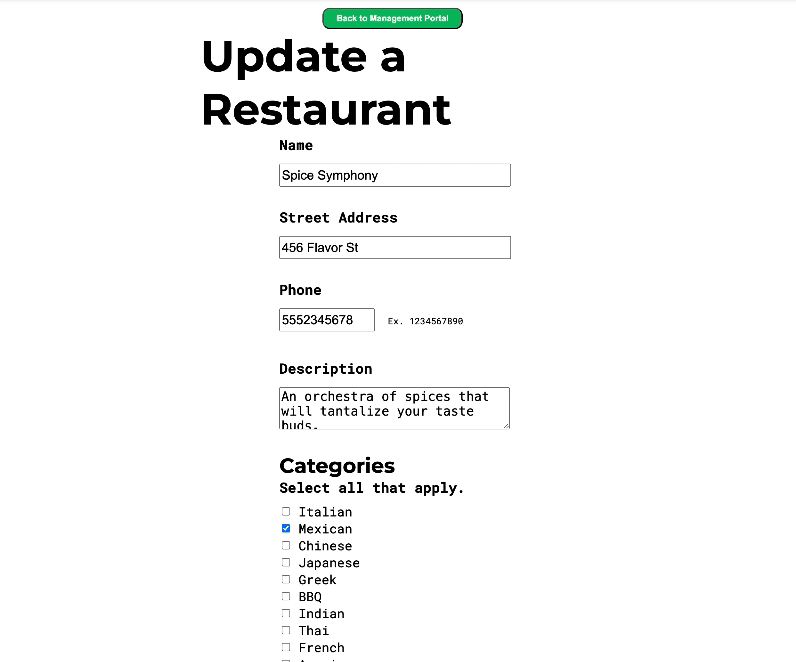 Back to Management Portal
Update a
Restaurant
Name
Spice Symphony
Street Address
456 Flavor St
Phone
5552345678 Ex. 1234567890
Description
An orchestra of spices that
will tantalize your taste
buds.
Categories
Select all that apply.
Italian
Mexican
Chinese
Japanese
Greek
BBQ
Indian
Thai
French